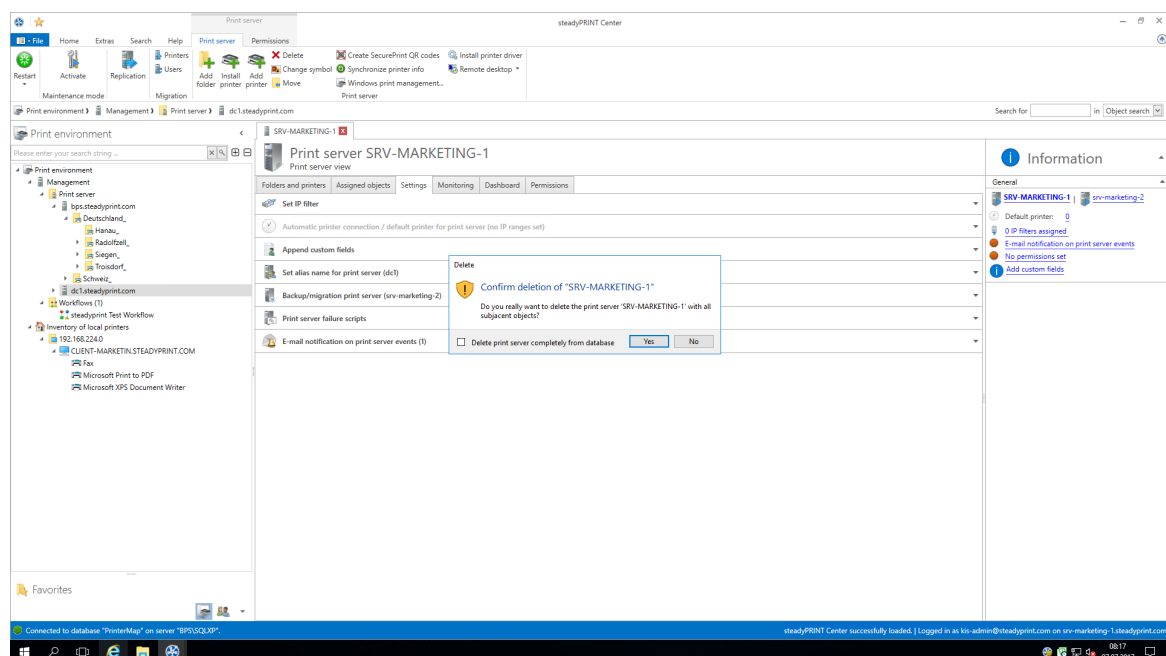 Print server
steadyPRINT Center
File Home Extras Search Help Print server Permissions
Restart
Activate
Replication
Printers
Users
Add folder
Install printer
Add printer
Delete
Change symbol
Move
Create SecurePrint QR codes
Synchronize printer info
Windows print management...
Install printer driver
Remote desktop
Maintenance mode
Migration
Print server
Print environment Management Print server dc1.steadyprint.com
Search for in Object search
Print environment
Please enter your search string ...
Print environment
Management
Print server
bps.steadyprint.com
Deutschland_
Hanau_
Radolfzell_
Siegen_
Troisdorf_
Schweiz_
dc1.steadyprint.com
Workflows (1)
steadyprint Test Workflow
Inventory of local printers
192.168.224.0
CLIENT-MARKETIN.STEADYPRINT.COM
Fax
Microsoft Print to PDF
Microsoft XPS Document Writer
Favorites
SRV-MARKETING-1
Print server SRV-MARKETING-1
Print server view
Folders and printers Assigned objects Settings Monitoring Dashboard Permissions
Set IP filter
Automatic printer connection / default printer for print server (no IP ranges set)
Append custom fields
Set alias name for print server (dc1)
Backup/migration print server (srv-marketing-2)
Print server failure scripts
E-mail notification on print server events (1)
Delete
Confirm deletion of "SRV-MARKETING-1"
Do you really want to delete the print server 'SRV-MARKETING-1' with all
subjacent objects?
Delete print server completely from database Yes No
Information
General
SRV-MARKETING-1 | srv-marketing-2
Default printer: 0
0 IP filters assigned
E-mail notification on print server events
No permissions set
Add custom fields
Connected to database "PrinterMap" on server "BPS\SQLXP".
steadyPRINT Center successfully loaded. | Logged in as kis-admin@steadyprint.com on srv-marketing-1.steadyprint.com
08:17
07.07.2017